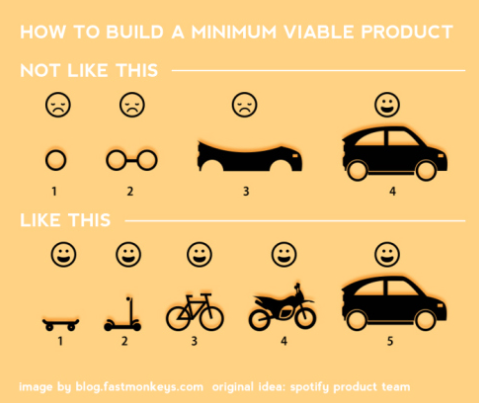 HOW TO BUILD A MINIMUM VIABLE PRODUCT
NOT LIKE THIS
1 2 3 4
LIKE THIS
1 2 3 4 5
image by blog.fastmonkeys.com original idea: spotify product team